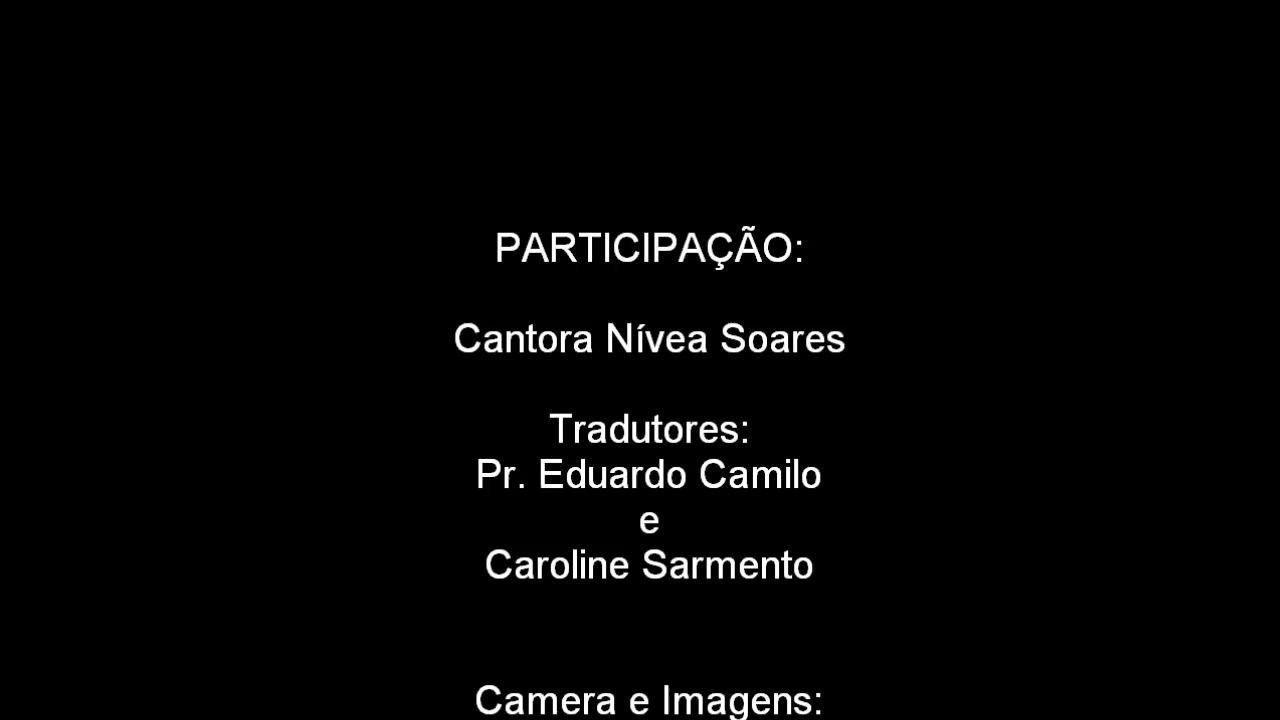 PARTICIPAÇÃO:
Cantora Nívea Soares
Tradutores:
Pr. Eduardo Camilo
e
Caroline Sarmento
Camera e Imagens: